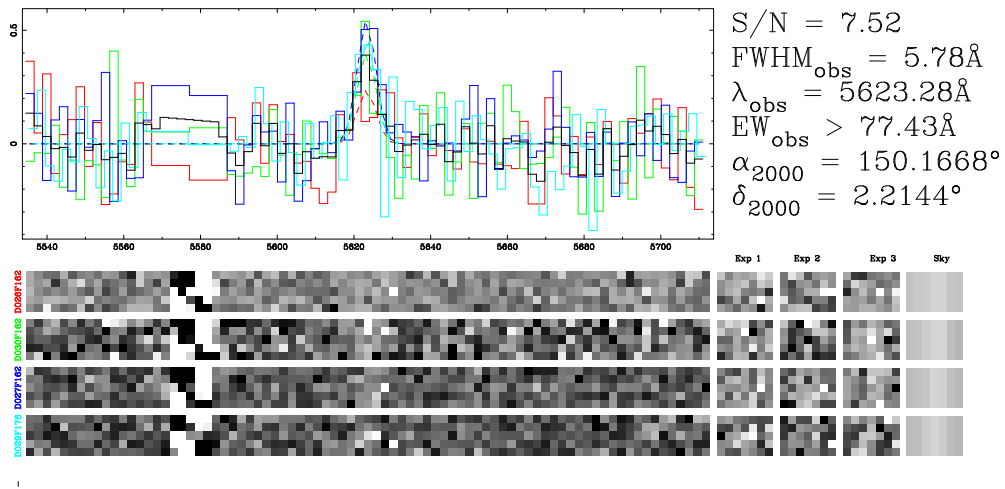 S/N = 7.52
FWHM_obs = 5.78Å
λ_obs = 5623.28Å
EW_obs > 77.43Å
α_2000 = 150.1668°
δ_2000 = 2.2144°
0.5
0
5540 5560 5580 5600 5620 5640 5660 5680 5700
Exp 1 Exp 2 Exp 3 Sky
D026F162
D030F162
D027F162
D029F176